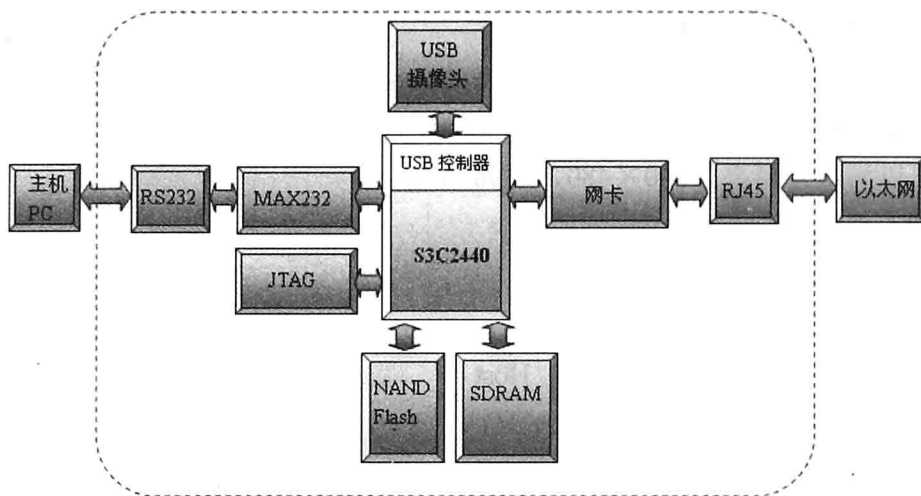 USB
摄像头
USB 控制器
主机
PC
RS232
MAX232
网卡
RJ45
以太网
S3C2440
JTAG
NAND
Flash
SDRAM